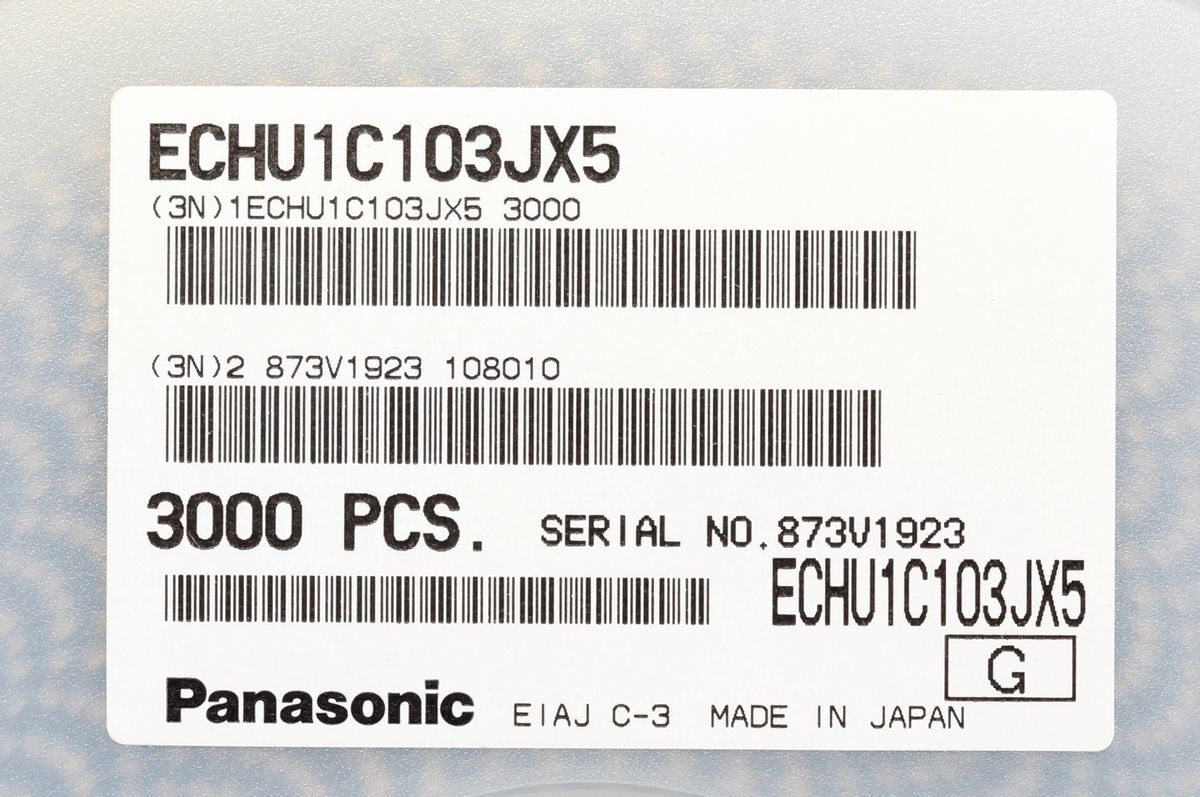 ECHU1C103JX5
(3N)1ECHU1C103JX5 3000
(3N)2 873V1923 108010
3000 PCS. SERIAL NO.873V1923
ECHU1C103JX5
G
Panasonic EIAJ C-3 MADE IN JAPAN